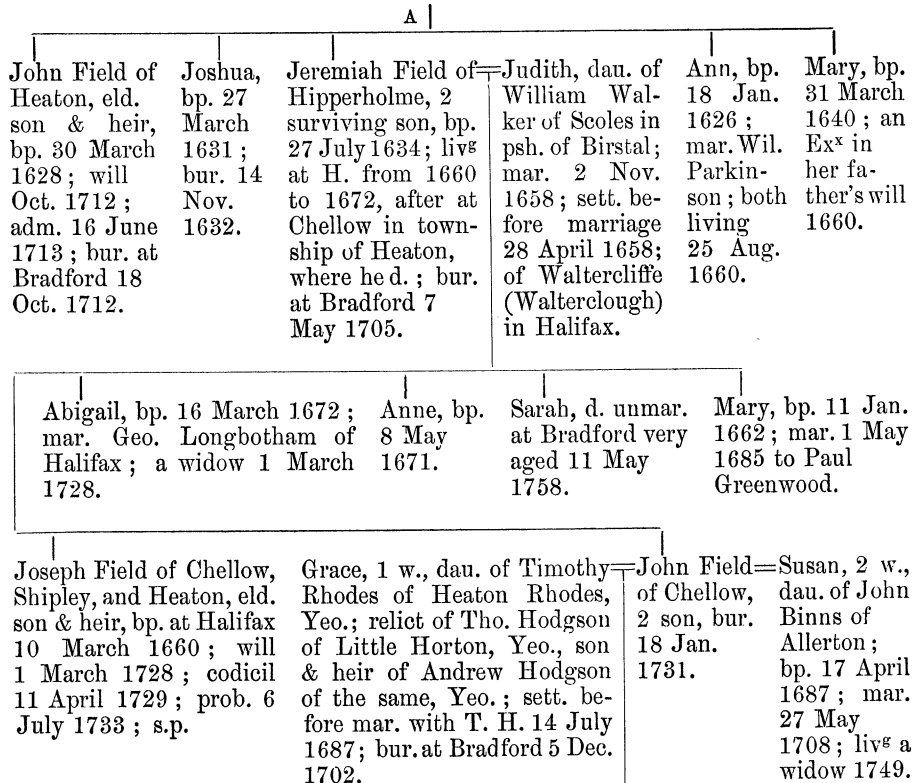 A
John Field of
Heaton, eld.
son & heir,
bp. 30 March
1628 ; will
Oct. 1712 ;
adm. 16 June
1713 ; bur. at
Bradford 18
Oct. 1712.
Joshua,
bp. 27
March
1631 ;
bur. 14
Nov.
1632.
Jeremiah Field of
Hipperholme, 2
surviving son, bp.
27 July 1634 ; livg
at H. from 1660
to 1672, after at
Chellow in town-
ship of Heaton,
where he d. ; bur.
at Bradford 7
May 1705.
=Judith, dau. of
William Wal-
ker of Scoles in
psh. of Birstal ;
mar. 2 Nov.
1658 ; sett. be-
fore marriage
28 April 1658;
of Waltercliffe
(Walterclough)
in Halifax.
Ann, bp.
18 Jan.
1626 ;
mar. Wil.
Parkin-
son ; both
living
25 Aug.
1660.
Mary, bp.
31 March
1640 ; an
Exx in
her fa-
ther's will
1660.
Abigail, bp. 16 March 1672 ;
mar. Geo. Longbotham of
Halifax ; a widow 1 March
1728.
Anne, bp.
8 May
1671.
Sarah, d. unmar.
at Bradford very
aged 11 May
1758.
Mary, bp. 11 Jan.
1662 ; mar. 1 May
1685 to Paul
Greenwood.
Joseph Field of Chellow,
Shipley, and Heaton, eld.
son & heir, bp. at Halifax
10 March 1660 ; will
1 March 1728 ; codicil
11 April 1729 ; prob. 6
July 1733 ; s.p.
Grace, 1 w., dau. of Timothy
Rhodes of Heaton Rhodes,
Yeo. ; relict of Tho. Hodgson
of Little Horton, Yeo., son
& heir of Andrew Hodgson
of the same, Yeo. ; sett. be-
fore mar. with T. H. 14 July
1687; bur. at Bradford 5 Dec.
1702.
=John Field=
of Chellow,
2 son, bur.
18 Jan.
1731.
Susan, 2 w.,
dau. of John
Binns of
Allerton ;
bp. 17 April
1687 ; mar.
27 May
1708 ; livg a
widow 1749.